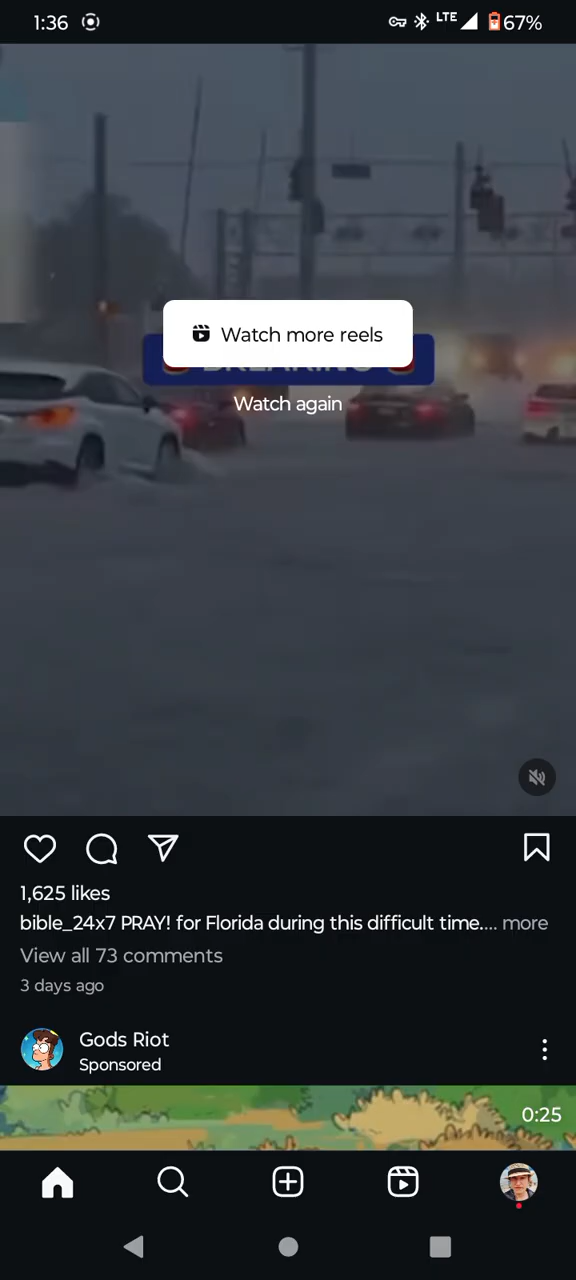 1:36
LTE
67%
Watch more reels
Watch again
1,625 likes
bible_24x7 PRAY! for Florida during this difficult time.... more
View all 73 comments
3 days ago
Gods Riot
Sponsored
0:25